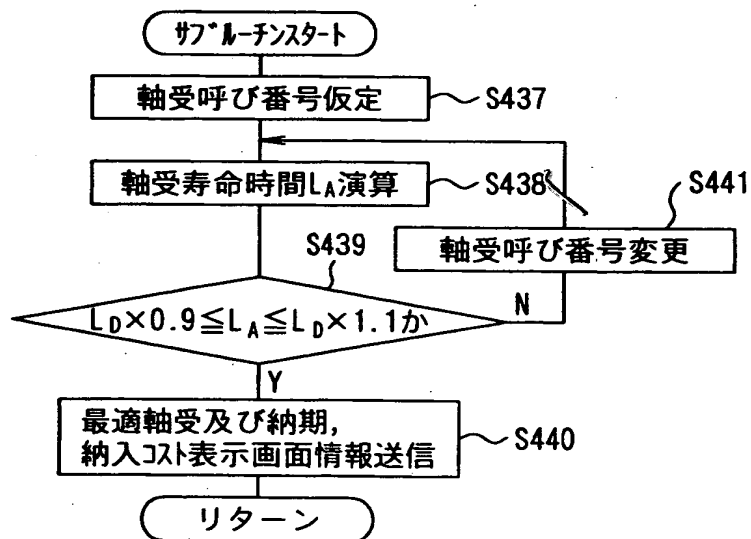 サブルーチンスタート
軸受呼び番号仮定
S437
軸受寿命時間LA演算
S438
S441
軸受呼び番号変更
S439
LD×0.9≦LA≦LD×1.1か
N
Y
最適軸受及び納期,
納入コスト表示画面情報送信
S440
リターン